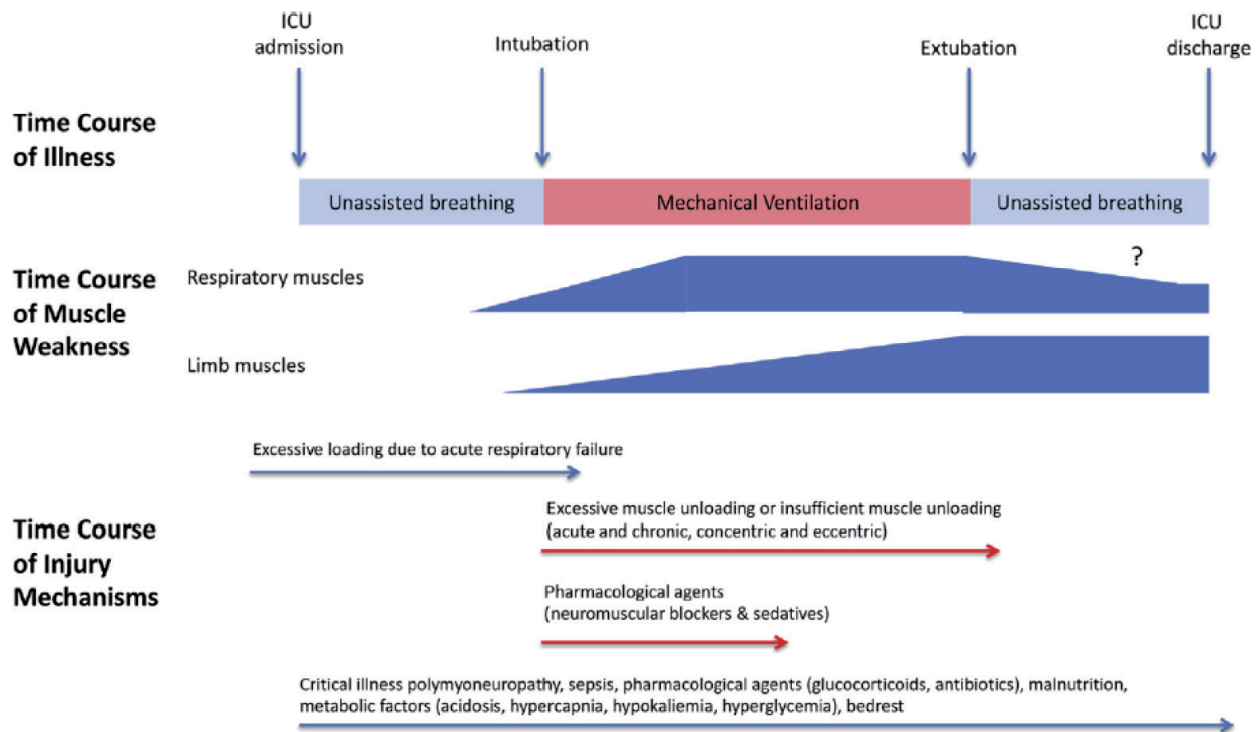 ICU
admission
Intubation
Extubation
ICU
discharge
Time Course
of Illness
Unassisted breathing
Mechanical Ventilation
Unassisted breathing
Time Course
of Muscle
Weakness
Respiratory muscles
?
Limb muscles
Time Course
of Injury
Mechanisms
Excessive loading due to acute respiratory failure
Excessive muscle unloading or insufficient muscle unloading
(acute and chronic, concentric and eccentric)
Pharmacological agents
(neuromuscular blockers & sedatives)
Critical illness polymyoneuropathy, sepsis, pharmacological agents (glucocorticoids, antibiotics), malnutrition,
metabolic factors (acidosis, hypercapnia, hypokaliemia, hyperglycemia), bedrest